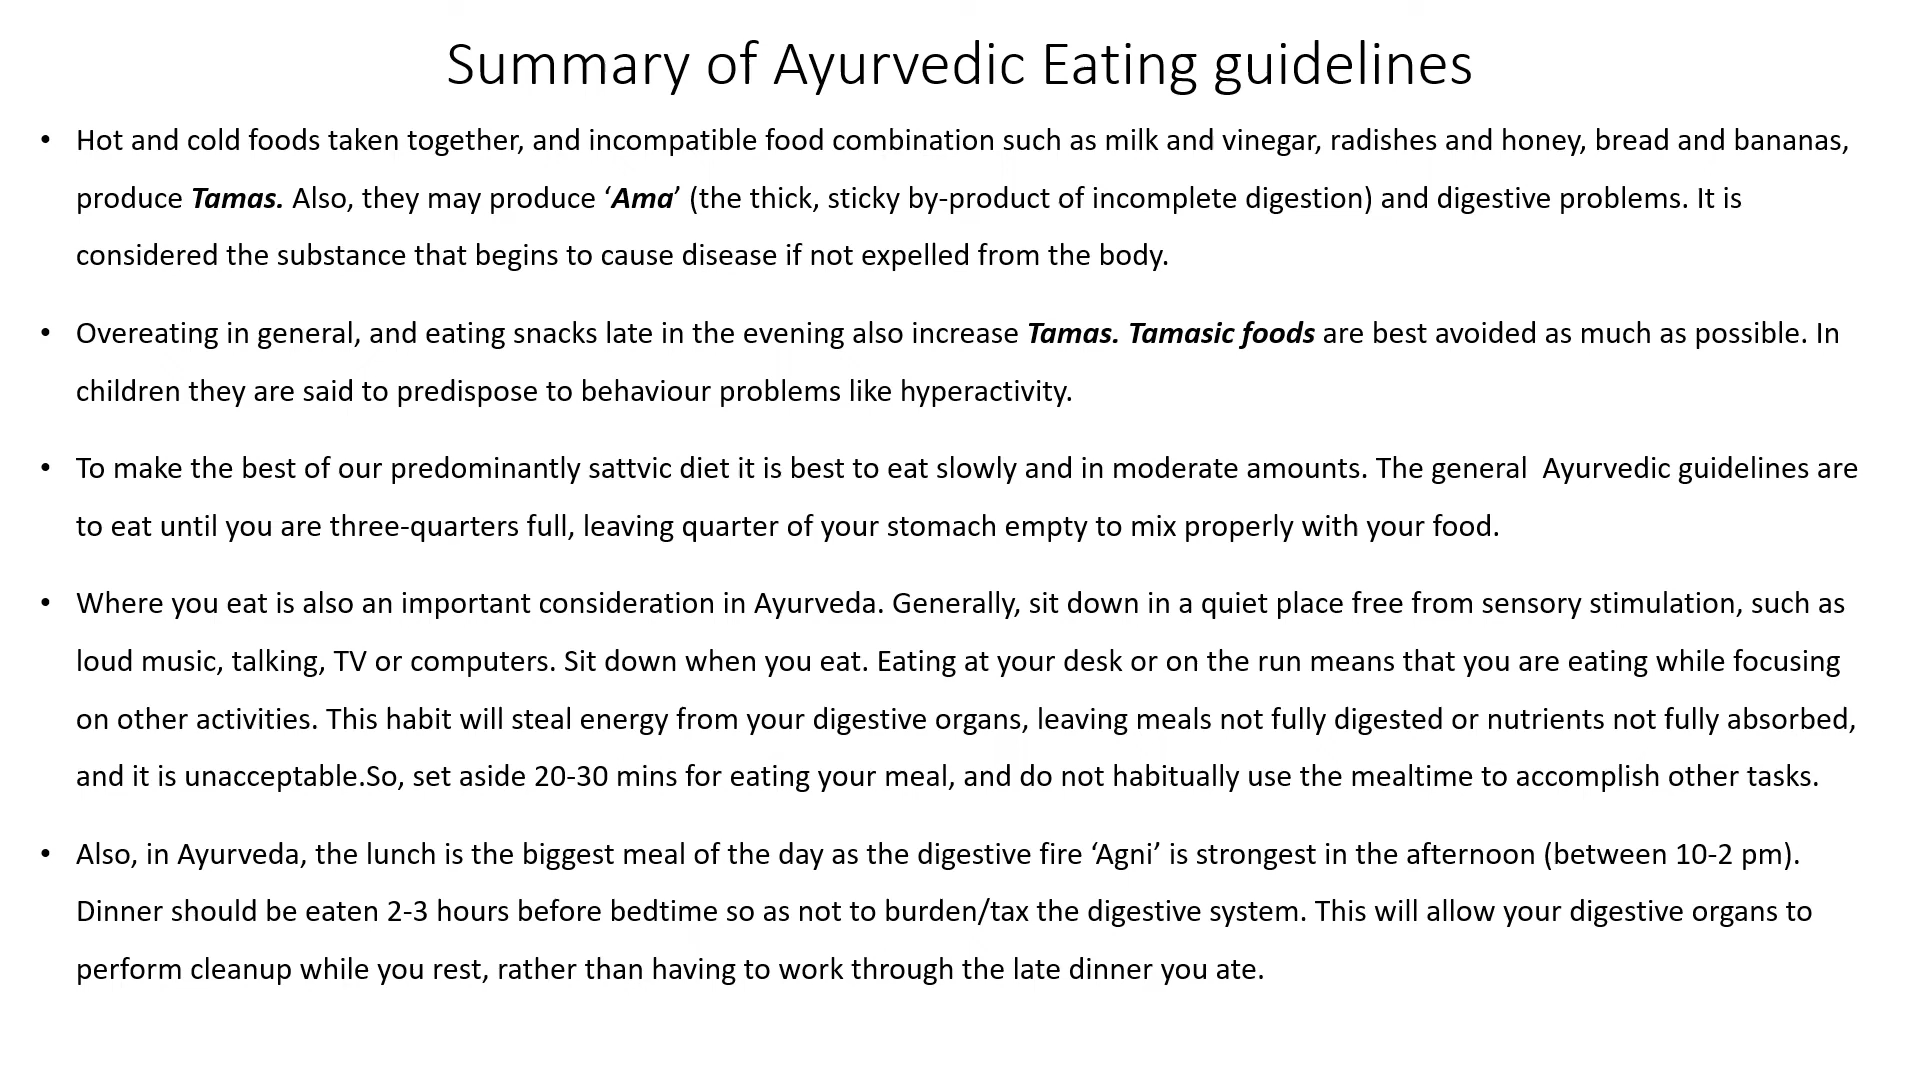 Summary of Ayurvedic Eating guidelines
• Hot and cold foods taken together, and incompatible food combination such as milk and vinegar, radishes and honey, bread and bananas,
produce Tamas. Also, they may produce ‘Ama’ (the thick, sticky by-product of incomplete digestion) and digestive problems. It is
considered the substance that begins to cause disease if not expelled from the body.
• Overeating in general, and eating snacks late in the evening also increase Tamas. Tamasic foods are best avoided as much as possible. In
children they are said to predispose to behaviour problems like hyperactivity.
• To make the best of our predominantly sattvic diet it is best to eat slowly and in moderate amounts. The general  Ayurvedic guidelines are
to eat until you are three-quarters full, leaving quarter of your stomach empty to mix properly with your food.
• Where you eat is also an important consideration in Ayurveda. Generally, sit down in a quiet place free from sensory stimulation, such as
loud music, talking, TV or computers. Sit down when you eat. Eating at your desk or on the run means that you are eating while focusing
on other activities. This habit will steal energy from your digestive organs, leaving meals not fully digested or nutrients not fully absorbed,
and it is unacceptable.So, set aside 20-30 mins for eating your meal, and do not habitually use the mealtime to accomplish other tasks.
• Also, in Ayurveda, the lunch is the biggest meal of the day as the digestive fire ‘Agni’ is strongest in the afternoon (between 10-2 pm).
Dinner should be eaten 2-3 hours before bedtime so as not to burden/tax the digestive system. This will allow your digestive organs to
perform cleanup while you rest, rather than having to work through the late dinner you ate.